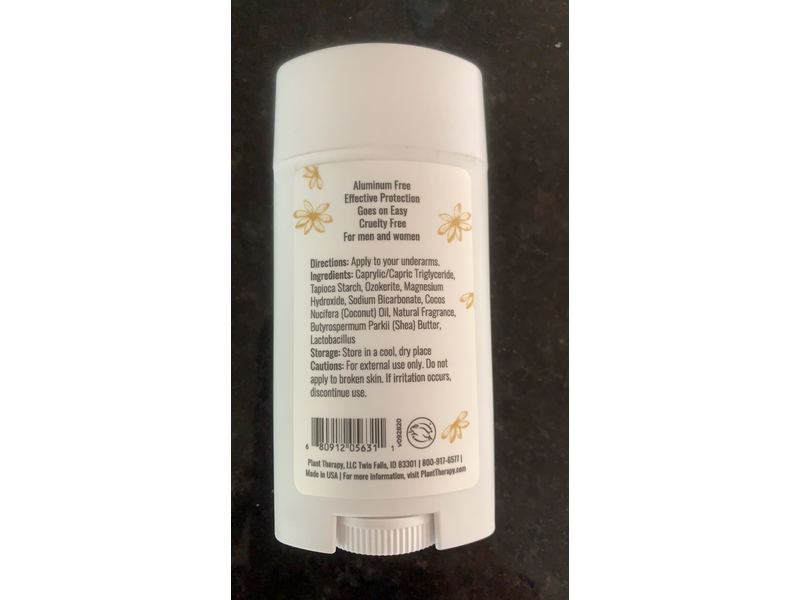 Aluminum Free
Effective Protection
Goes on Easy
Cruelty Free
For men and women
Directions: Apply to your underarms.
Ingredients: Caprylic/Capric Triglyceride,
Tapioca Starch, Ozokerite, Magnesium
Hydroxide, Sodium Bicarbonate, Cocos
Nucifera (Coconut) Oil, Natural Fragrance,
Butyrospermum Parkii (Shea) Butter,
Lactobacillus
Storage: Store in a cool, dry place
Cautions: For external use only. Do not
apply to broken skin. If irritation occurs,
discontinue use.
V092820
6 80912 05631 1
Plant Therapy, LLC Twin Falls, ID 83301 | 800-917-6577 |
Made in USA | For more information, visit PlantTherapy.com